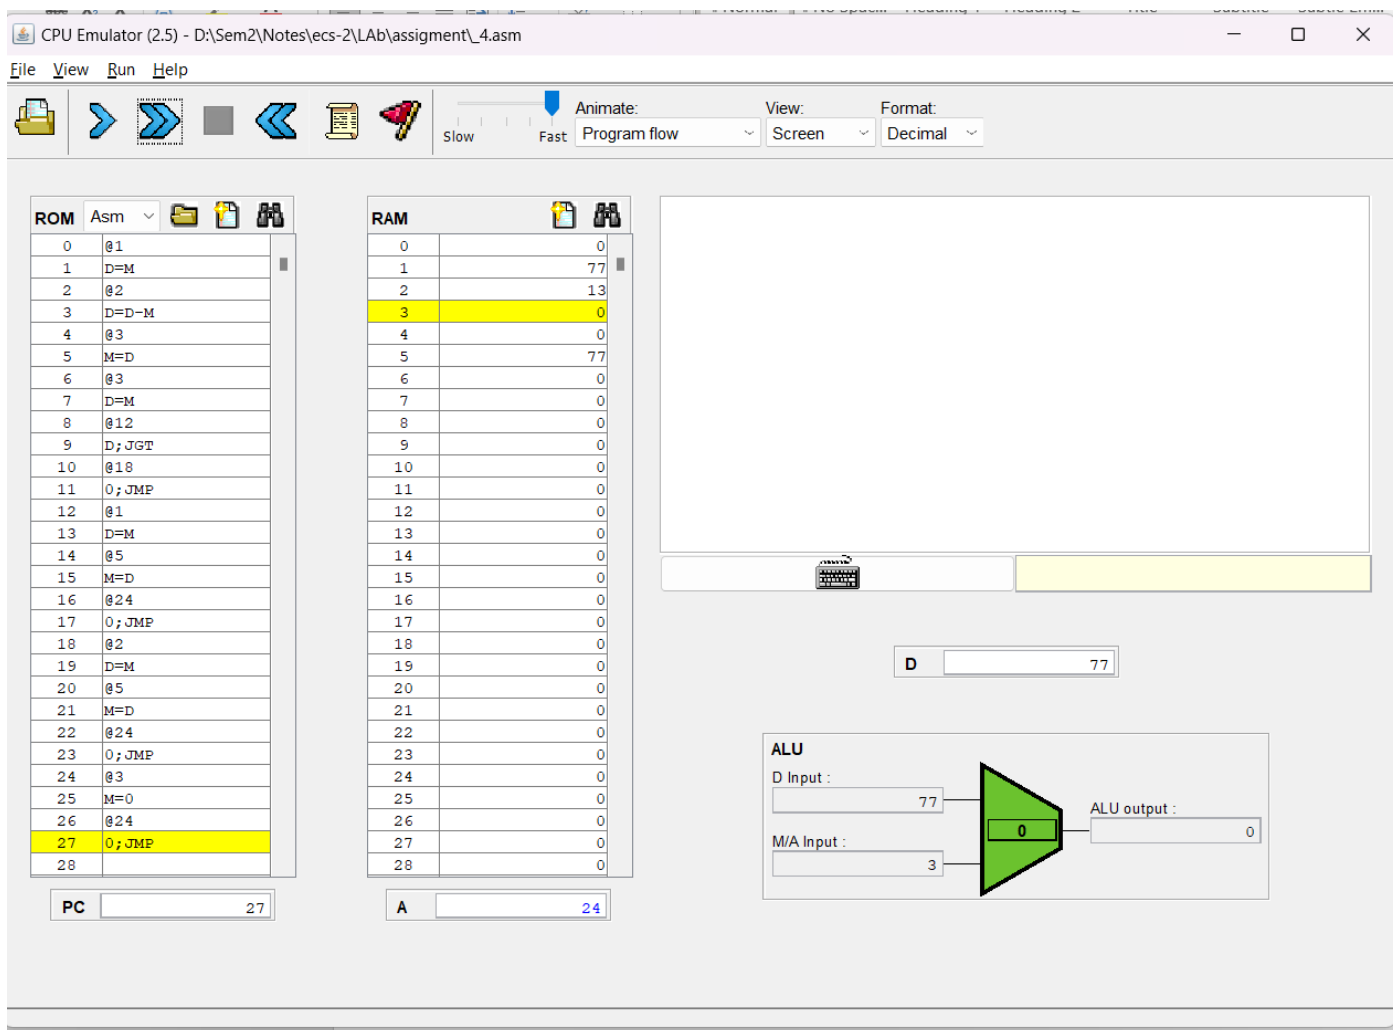 CPU Emulator (2.5) - D:\Sem2\Notes\ecs-2\LAb\assigment\_4.asm
File View Run Help
Animate: View: Format:
Slow Fast Program flow Screen Decimal
ROM Asm RAM
0 @1 0 0
1 D=M 1 77
2 @2 2 13
3 D=D-M 3 0
4 @3 4 0
5 M=D 5 77
6 @3 6 0
7 D=M 7 0
8 @12 8 0
9 D;JGT 9 0
10 @18 10 0
11 0;JMP 11 0
12 @1 12 0
13 D=M 13 0
14 @5 14 0
15 M=D 15 0
16 @24 16 0
17 0;JMP 17 0
18 @2 18 0
19 D=M 19 0
20 @5 20 0
21 M=D 21 0
22 @24 22 0
23 0;JMP 23 0
24 @3 24 0
25 M=0 25 0
26 @24 26 0
27 0;JMP 27 0
28 28 0
PC 27 A 24
D 77
ALU
D Input :
77
M/A Input :
3
0
ALU output :
0